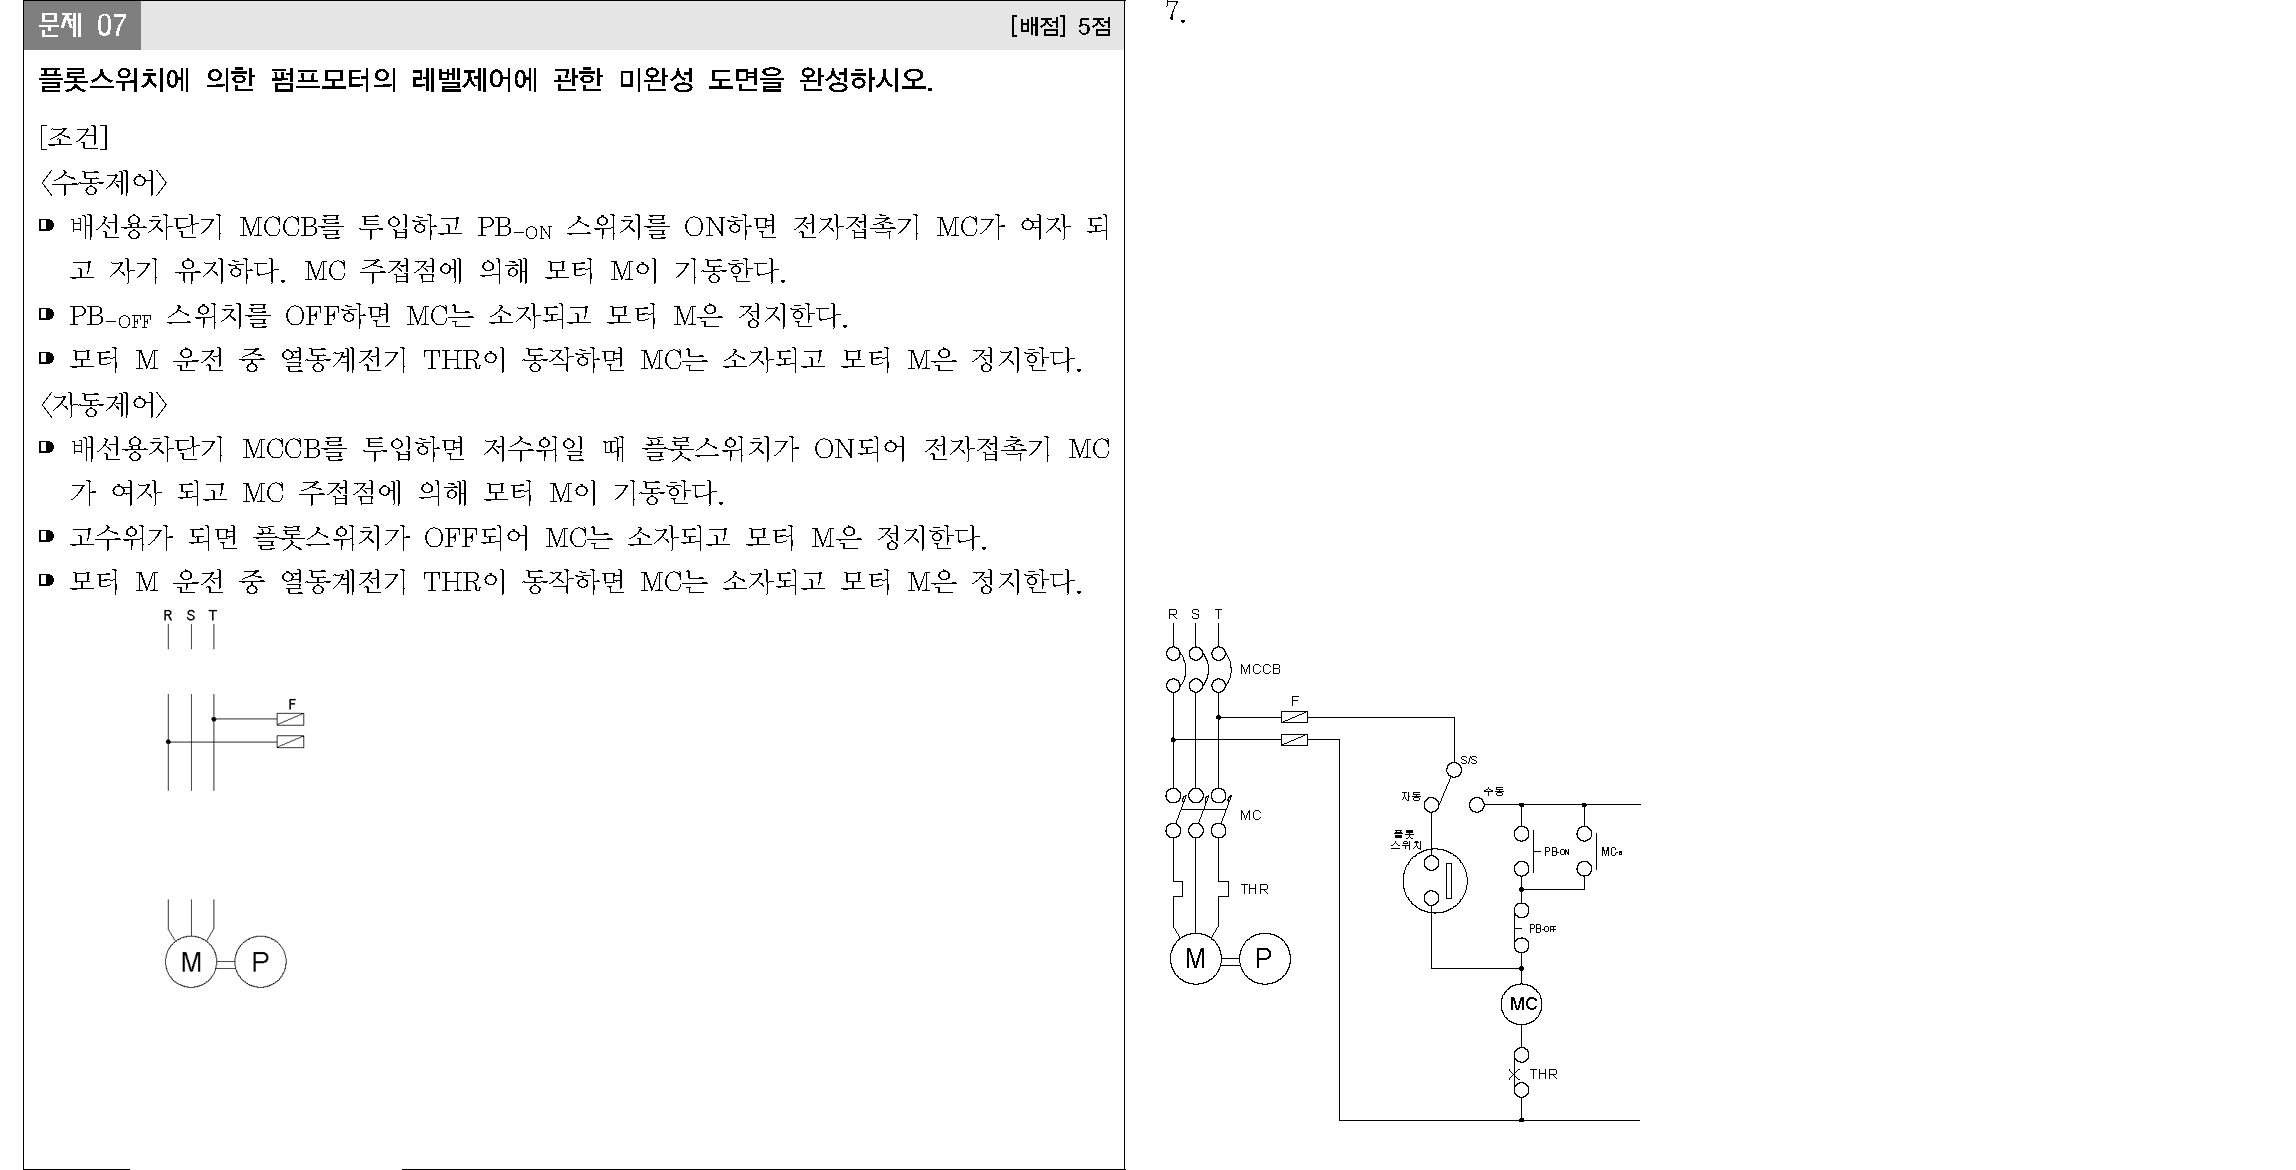 문제 07 [배점] 5점
플롯스위치에 의한 펌프모터의 레벨제어에 관한 미완성 도면을 완성하시오.
[조건]
〈수동제어〉
배선용차단기 MCCB를 투입하고 PB-ON 스위치를 ON하면 전자접촉기 MC가 여자 되
고 자기 유지하다. MC 주접점에 의해 모터 M이 기동한다.
PB-OFF 스위치를 OFF하면 MC는 소자되고 모터 M은 정지한다.
모터 M 운전 중 열동계전기 THR이 동작하면 MC는 소자되고 모터 M은 정지한다.
〈자동제어〉
배선용차단기 MCCB를 투입하면 저수위일 때 플롯스위치가 ON되어 전자접촉기 MC
가 여자 되고 MC 주접점에 의해 모터 M이 기동한다.
고수위가 되면 플롯스위치가 OFF되어 MC는 소자되고 모터 M은 정지한다.
모터 M 운전 중 열동계전기 THR이 동작하면 MC는 소자되고 모터 M은 정지한다.
R S T
F
M P
7.
R S T
MCCB
F
S/S
자동 수동
MC
플롯
스위치
PB-ON MC-a
THR
PB-OFF
M P
MC
THR